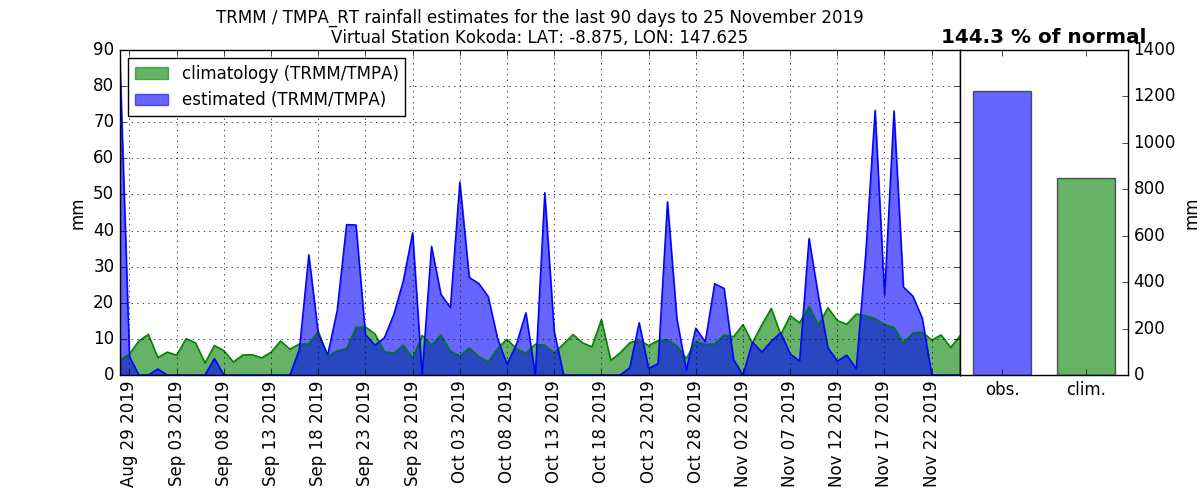 TRMM / TMPA_RT rainfall estimates for the last 90 days to 25 November 2019
Virtual Station Kokoda: LAT: -8.875, LON: 147.625
144.3 % of normal
climatology (TRMM/TMPA)
estimated (TRMM/TMPA)
mm
90
80
70
60
50
40
30
20
10
0
Aug 29 2019
Sep 03 2019
Sep 08 2019
Sep 13 2019
Sep 18 2019
Sep 23 2019
Sep 28 2019
Oct 03 2019
Oct 08 2019
Oct 13 2019
Oct 18 2019
Oct 23 2019
Oct 28 2019
Nov 02 2019
Nov 07 2019
Nov 12 2019
Nov 17 2019
Nov 22 2019
obs.
clim.
1400
1200
1000
800
600
400
200
0
mm